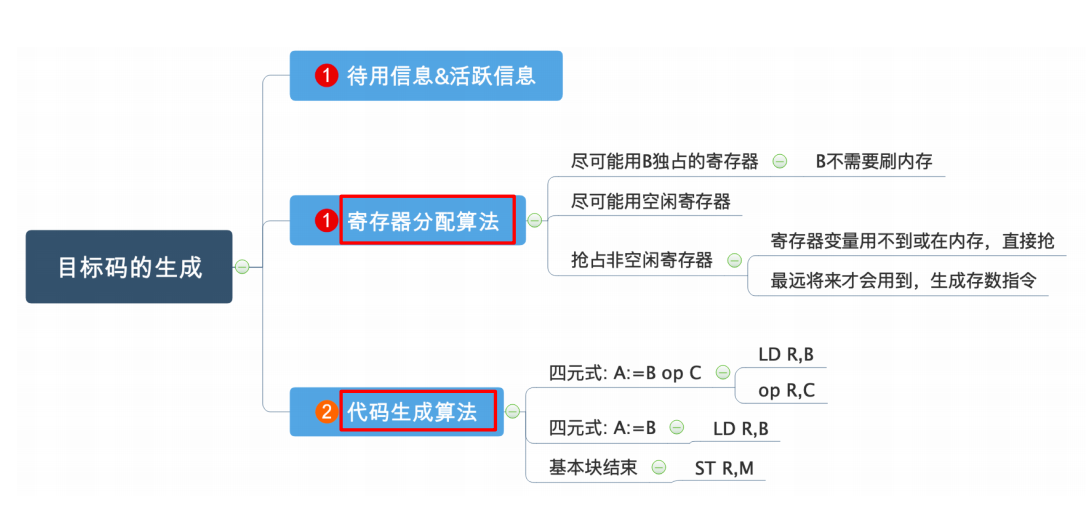 目标码的生成
1 待用信息&活跃信息
1 寄存器分配算法
尽可能用B独占的寄存器
B不需要刷内存
尽可能用空闲寄存器
抢占非空闲寄存器
寄存器变量用不到或在内存，直接抢
最远将来才会用到，生成存数指令
2 代码生成算法
四元式: A:=B op C
LD R,B
op R,C
四元式: A:=B
LD R,B
基本块结束
ST R,M